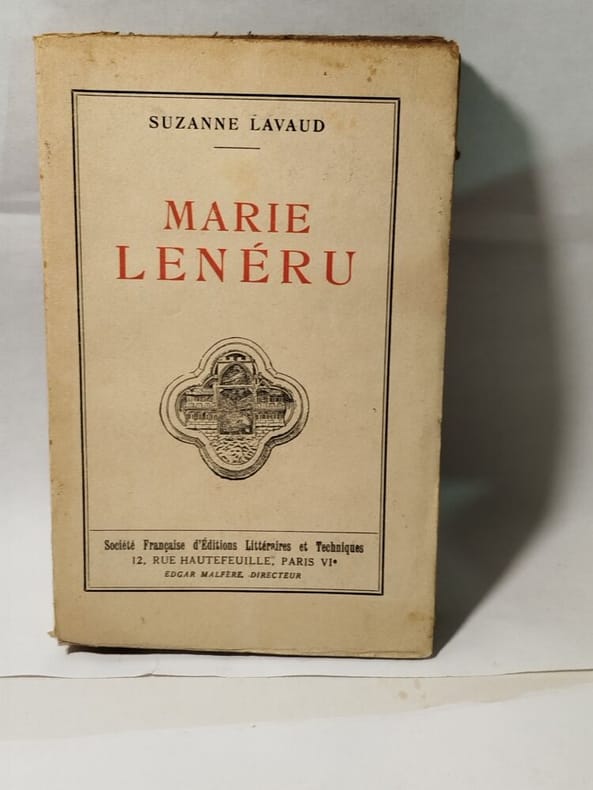 SUZANNE LAVAUD
MARIE
LENÉRU
Société Française d'Éditions Littéraires et Techniques
12, RUE HAUTEFEUILLE, PARIS VIe
EDGAR MALFÈRE, DIRECTEUR